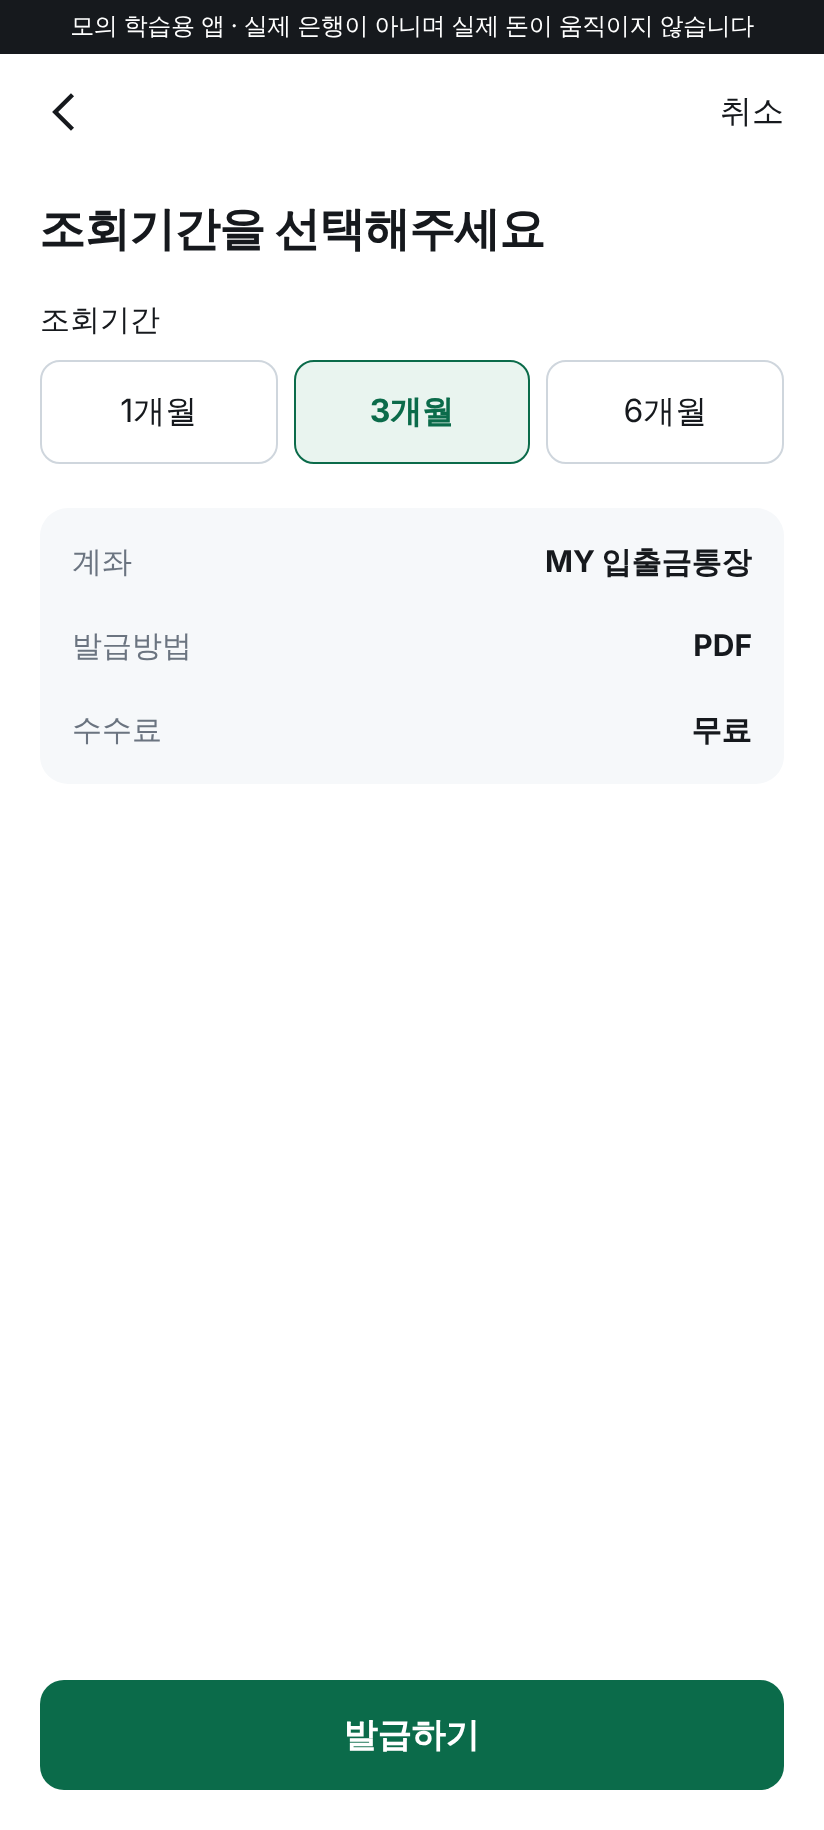 모의 학습용 앱 · 실제 은행이 아니며 실제 돈이 움직이지 않습니다
취소
조회기간을 선택해주세요
조회기간
1개월 3개월 6개월
계좌 MY 입출금통장
발급방법 PDF
수수료 무료
발급하기